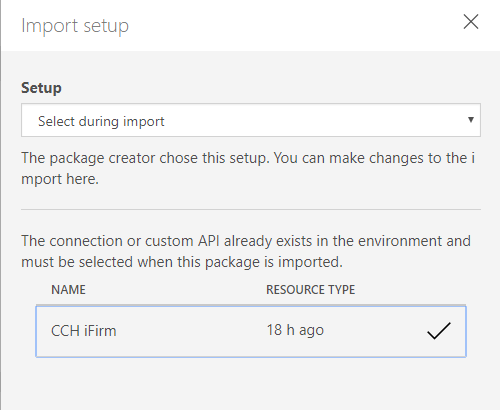 Import setup
Setup
Select during import
The package creator chose this setup. You can make changes to the i
mport here.
The connection or custom API already exists in the environment and
must be selected when this package is imported.
NAME RESOURCE TYPE
CCH iFirm 18 h ago